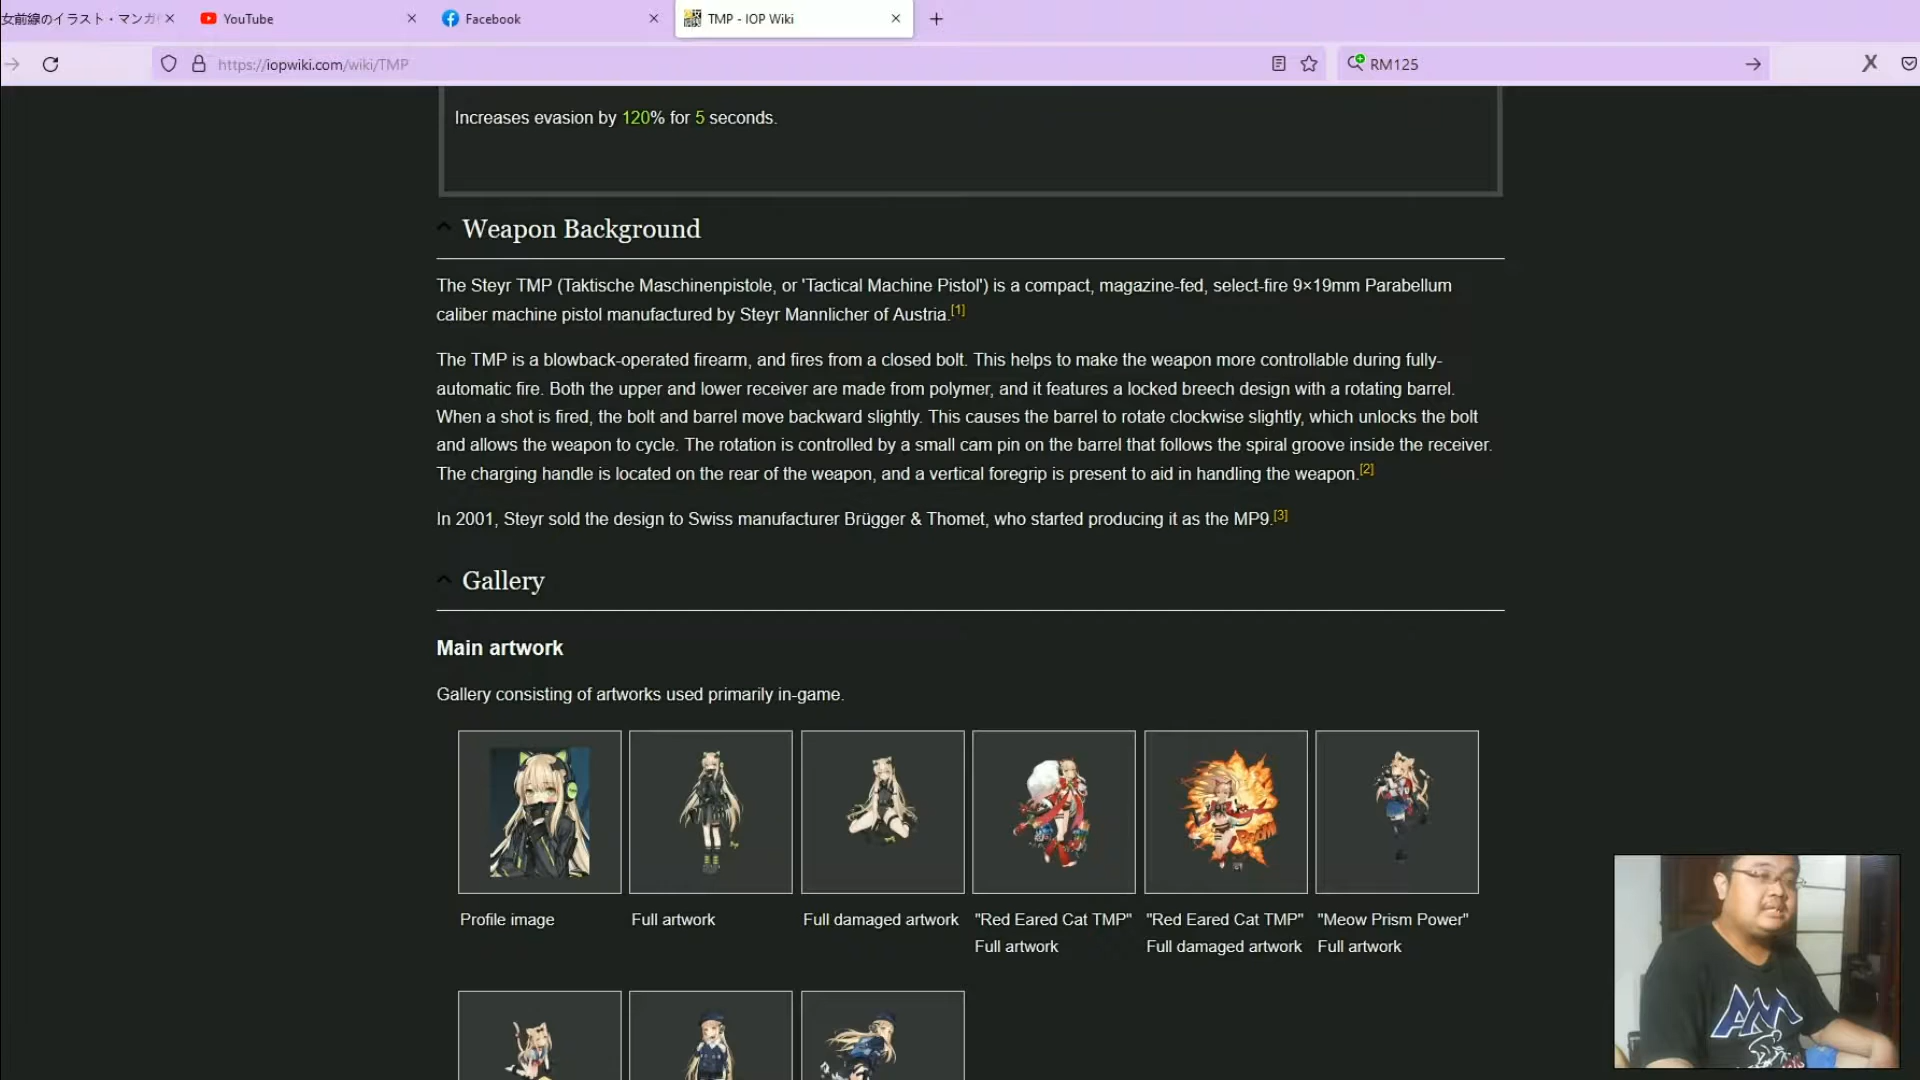 女前線のイラスト・マンガ
YouTube
Facebook
TMP - IOP Wiki
https://iopwiki.com/wiki/TMP
RM125
X
Increases evasion by 120% for 5 seconds.
Weapon Background
The Steyr TMP (Taktische Maschinenpistole, or 'Tactical Machine Pistol') is a compact, magazine-fed, select-fire 9×19mm Parabellum
caliber machine pistol manufactured by Steyr Mannlicher of Austria.[1]
The TMP is a blowback-operated firearm, and fires from a closed bolt. This helps to make the weapon more controllable during fully-
automatic fire. Both the upper and lower receiver are made from polymer, and it features a locked breech design with a rotating barrel.
When a shot is fired, the bolt and barrel move backward slightly. This causes the barrel to rotate clockwise slightly, which unlocks the bolt
and allows the weapon to cycle. The rotation is controlled by a small cam pin on the barrel that follows the spiral groove inside the receiver.
The charging handle is located on the rear of the weapon, and a vertical foregrip is present to aid in handling the weapon.[2]
In 2001, Steyr sold the design to Swiss manufacturer Brügger & Thomet, who started producing it as the MP9.[3]
Gallery
Main artwork
Gallery consisting of artworks used primarily in-game.
Profile image
Full artwork
Full damaged artwork
"Red Eared Cat TMP"
Full artwork
"Red Eared Cat TMP"
Full damaged artwork
"Meow Prism Power"
Full artwork
AM